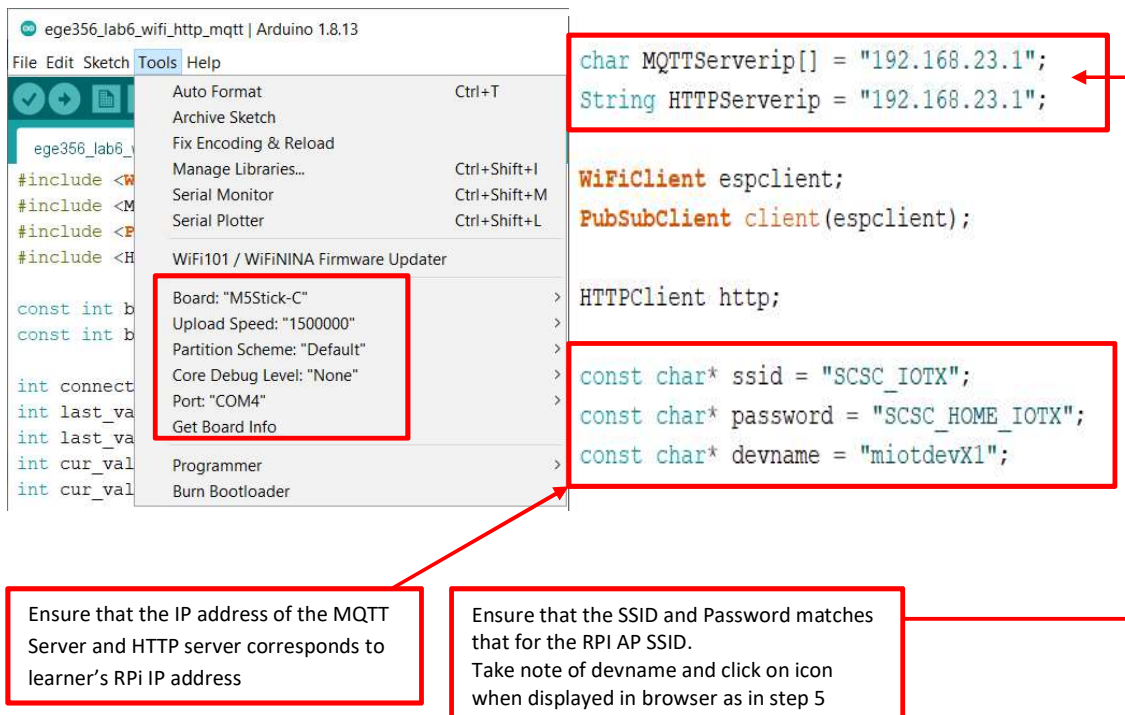 ege356_lab6_wifi_http_mqtt | Arduino 1.8.13
File Edit Sketch Tools Help
ege356_lab6_
#include <W
#include <M
#include <P
#include <H
const int b
const int b
int connect
int last_va
int last_va
int cur_val
int cur_val
Auto Format Ctrl+T
Archive Sketch
Fix Encoding & Reload
Manage Libraries... Ctrl+Shift+I
Serial Monitor Ctrl+Shift+M
Serial Plotter Ctrl+Shift+L
WiFi101 / WiFiNINA Firmware Updater
Board: "M5Stick-C"
Upload Speed: "1500000"
Partition Scheme: "Default"
Core Debug Level: "None"
Port: "COM4"
Get Board Info
Programmer
Burn Bootloader
char MQTTServerip[] = "192.168.23.1";
String HTTPServerip = "192.168.23.1";
WiFiClient espclient;
PubSubClient client(espclient);
HTTPClient http;
const char* ssid = "SCSC_IOTX";
const char* password = "SCSC_HOME_IOTX";
const char* devname = "miotdevX1";
Ensure that the IP address of the MQTT
Server and HTTP server corresponds to
learner's RPi IP address
Ensure that the SSID and Password matches
that for the RPI AP SSID.
Take note of devname and click on icon
when displayed in browser as in step 5